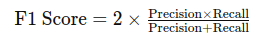 F1 Score = 2 × Precision×Recall / Precision+Recall